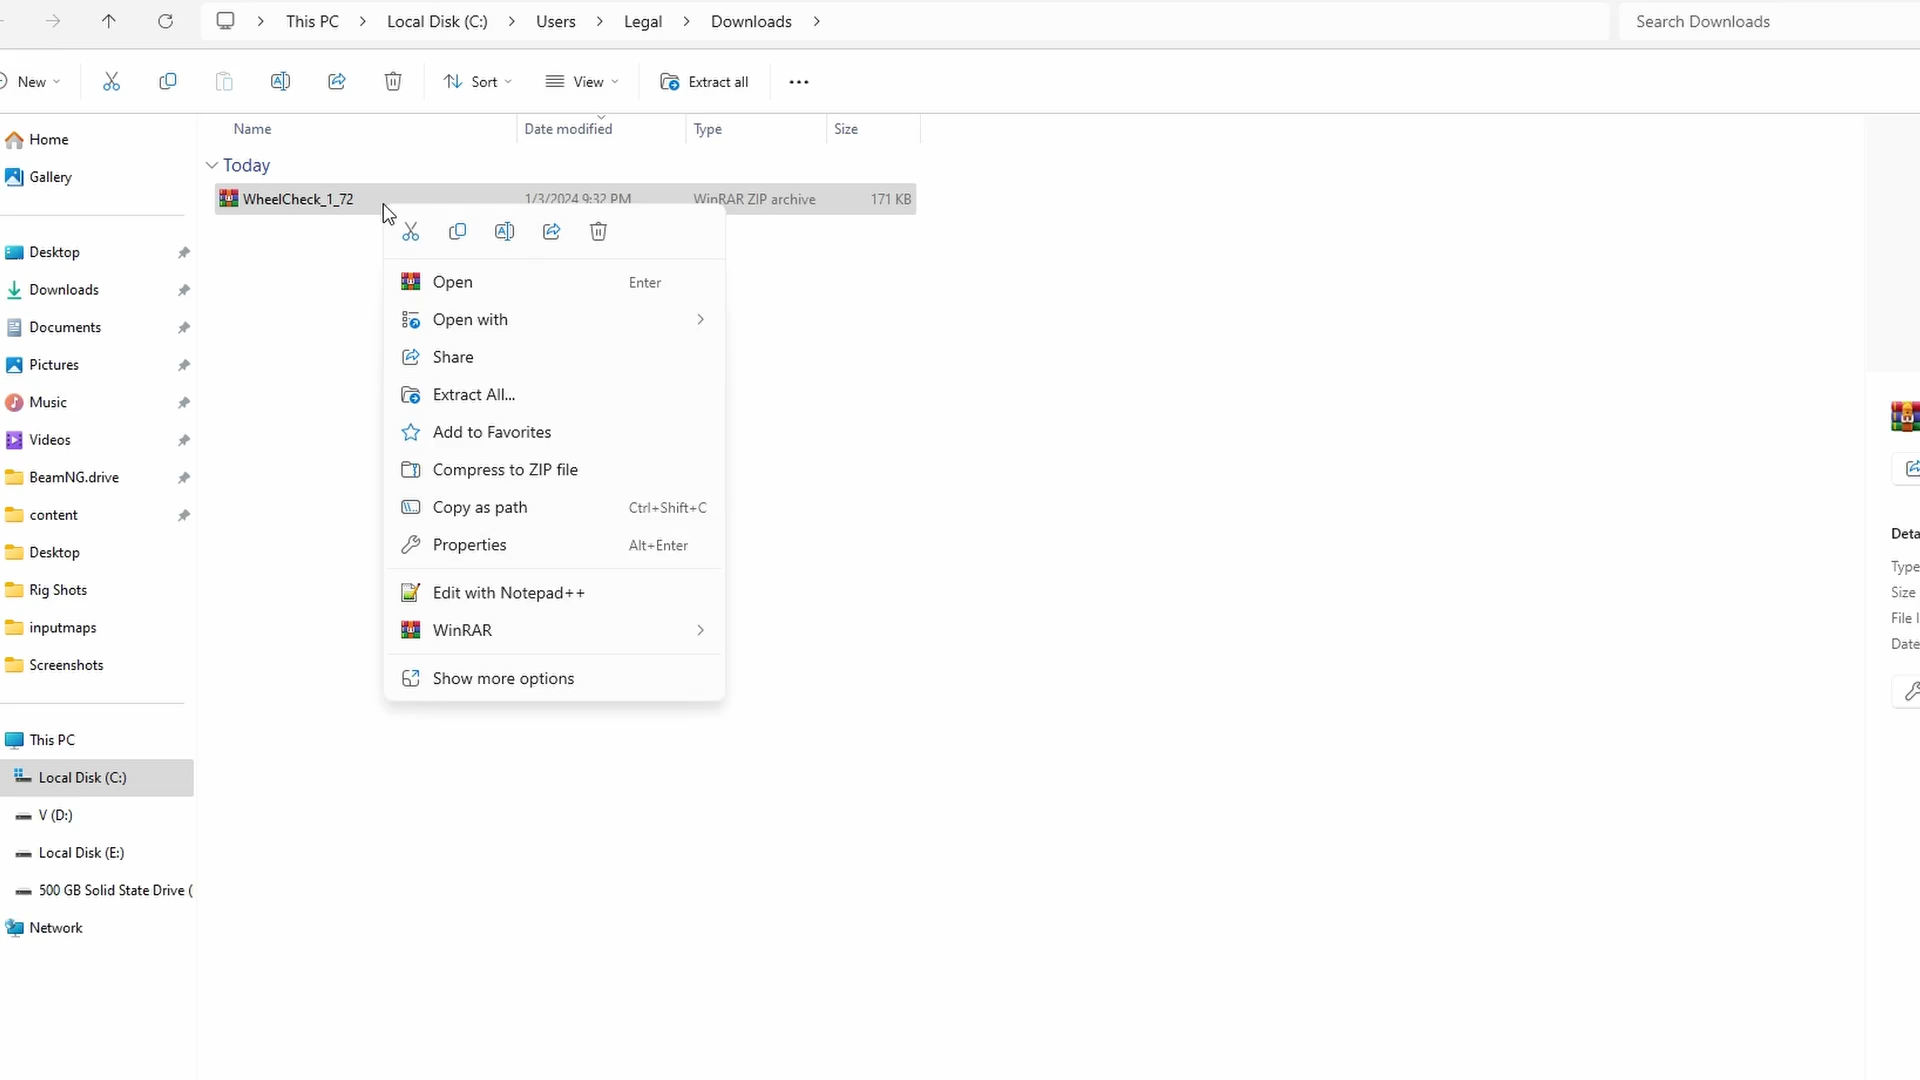 This PC > Local Disk (C:) > Users > Legal > Downloads >
Search Downloads
New
Sort
View
Extract all
Name
Date modified
Type
Size
Today
WheelCheck_1_72
1/3/2024 9:32 PM
WinRAR ZIP archive
171 KB
Home
Gallery
Desktop
Downloads
Documents
Pictures
Music
Videos
BeamNG.drive
content
Desktop
Rig Shots
inputmaps
Screenshots
This PC
Local Disk (C:)
V (D:)
Local Disk (E:)
500 GB Solid State Drive (
Network
Open Enter
Open with
Share
Extract All...
Add to Favorites
Compress to ZIP file
Copy as path Ctrl+Shift+C
Properties Alt+Enter
Edit with Notepad++
WinRAR
Show more options
Deta
Type
Size
File l
Date